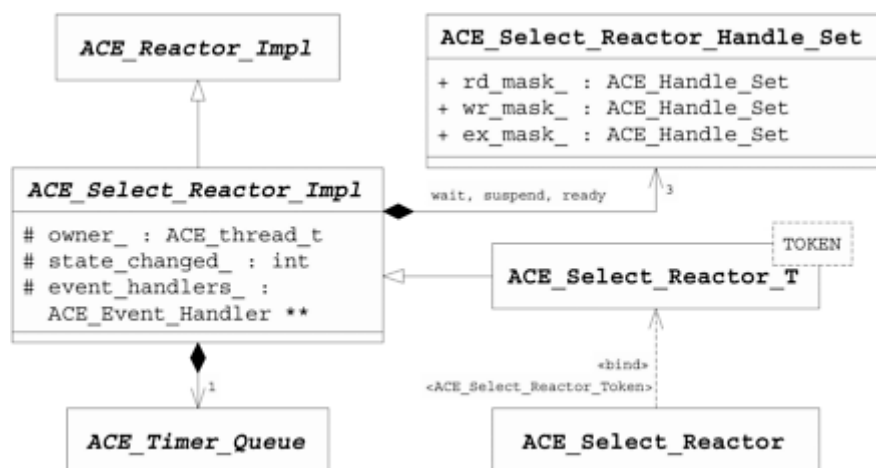 ACE_Reactor_Impl
ACE_Select_Reactor_Handle_Set
+ rd_mask_ : ACE_Handle_Set
+ wr_mask_ : ACE_Handle_Set
+ ex_mask_ : ACE_Handle_Set
ACE_Select_Reactor_Impl
# owner_ : ACE_thread_t
# state_changed_ : int
# event_handlers_ :
ACE_Event_Handler **
wait, suspend, ready
3
TOKEN
ACE_Select_Reactor_T
«bind»
<ACE_Select_Reactor_Token>
1
ACE_Timer_Queue
ACE_Select_Reactor